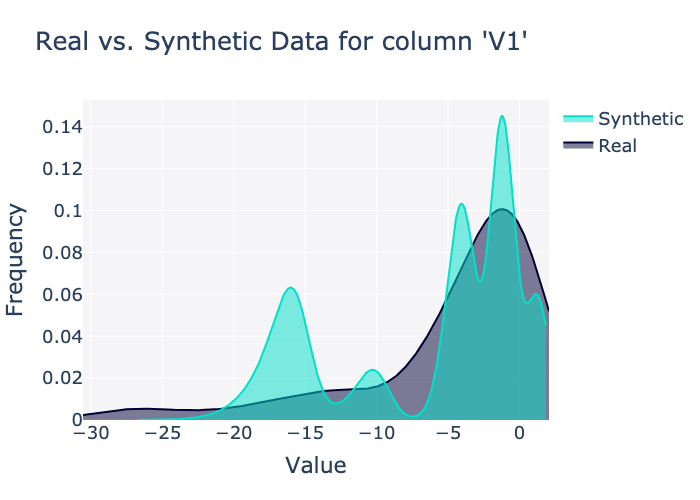 Real vs. Synthetic Data for column 'V1'
Synthetic
Real
Frequency
0.14
0.12
0.1
0.08
0.06
0.04
0.02
0
−30 −25 −20 −15 −10 −5 0
Value